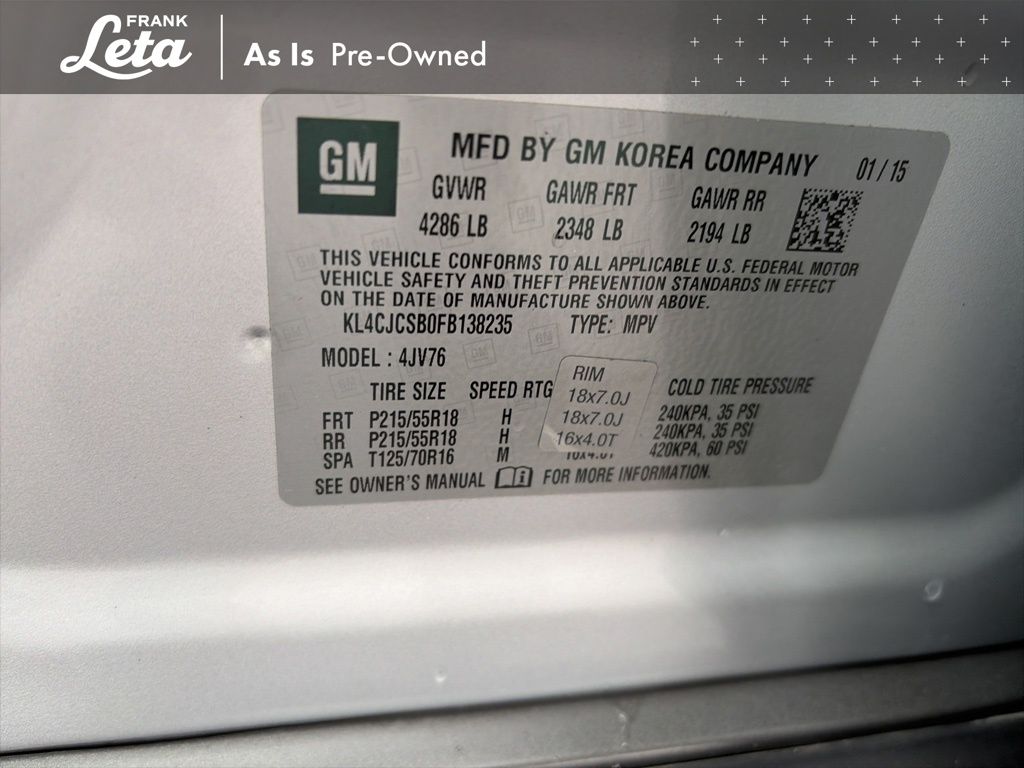 FRANK
Leta
As Is Pre-Owned
GM
MFD BY GM KOREA COMPANY 01 / 15
GVWR GAWR FRT GAWR RR
4286 LB 2348 LB 2194 LB
THIS VEHICLE CONFORMS TO ALL APPLICABLE U.S. FEDERAL MOTOR
VEHICLE SAFETY AND THEFT PREVENTION STANDARDS IN EFFECT
ON THE DATE OF MANUFACTURE SHOWN ABOVE.
KL4CJCSB0FB138235 TYPE: MPV
MODEL : 4JV76
TIRE SIZE SPEED RTG RIM COLD TIRE PRESSURE
18x7.0J
FRT P215/55R18 H 18x7.0J 240KPA, 35 PSI
RR P215/55R18 H 16x4.0T 240KPA, 35 PSI
SPA T125/70R16 M 16x4.0T 420KPA, 60 PSI
SEE OWNER'S MANUAL FOR MORE INFORMATION.